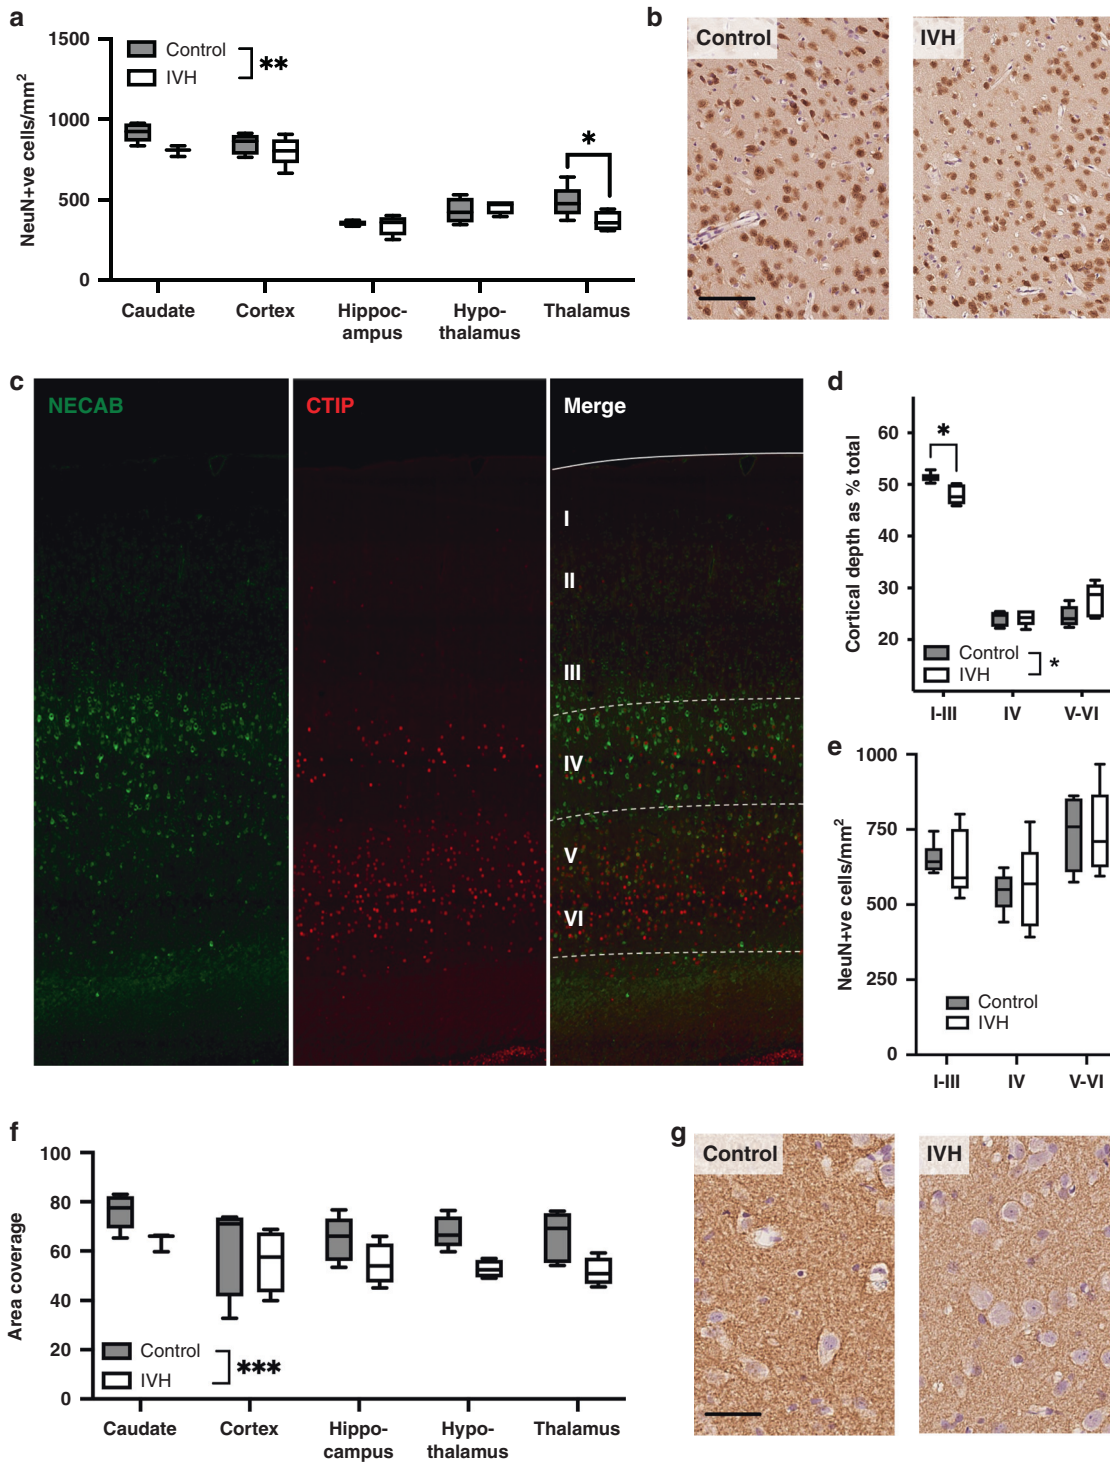 a
1500
1000
500
0
NeuN+ve cells/mm²
Control
IVH
**
*
Caudate
Cortex
Hippoc-
ampus
Hypo-
thalamus
Thalamus
b
Control
IVH
c
NECAB
CTIP
Merge
I
II
III
IV
V
VI
d
60
50
30
20
Cortical depth as % total
*
Control
IVH
*
I-III
IV
V-VI
e
1000
750
500
250
0
NeuN+ve cells/mm²
Control
IVH
I-III
IV
V-VI
f
100
80
60
40
20
0
Area coverage
Control
IVH
***
Caudate
Cortex
Hippo-
campus
Hypo-
thalamus
Thalamus
g
Control
IVH